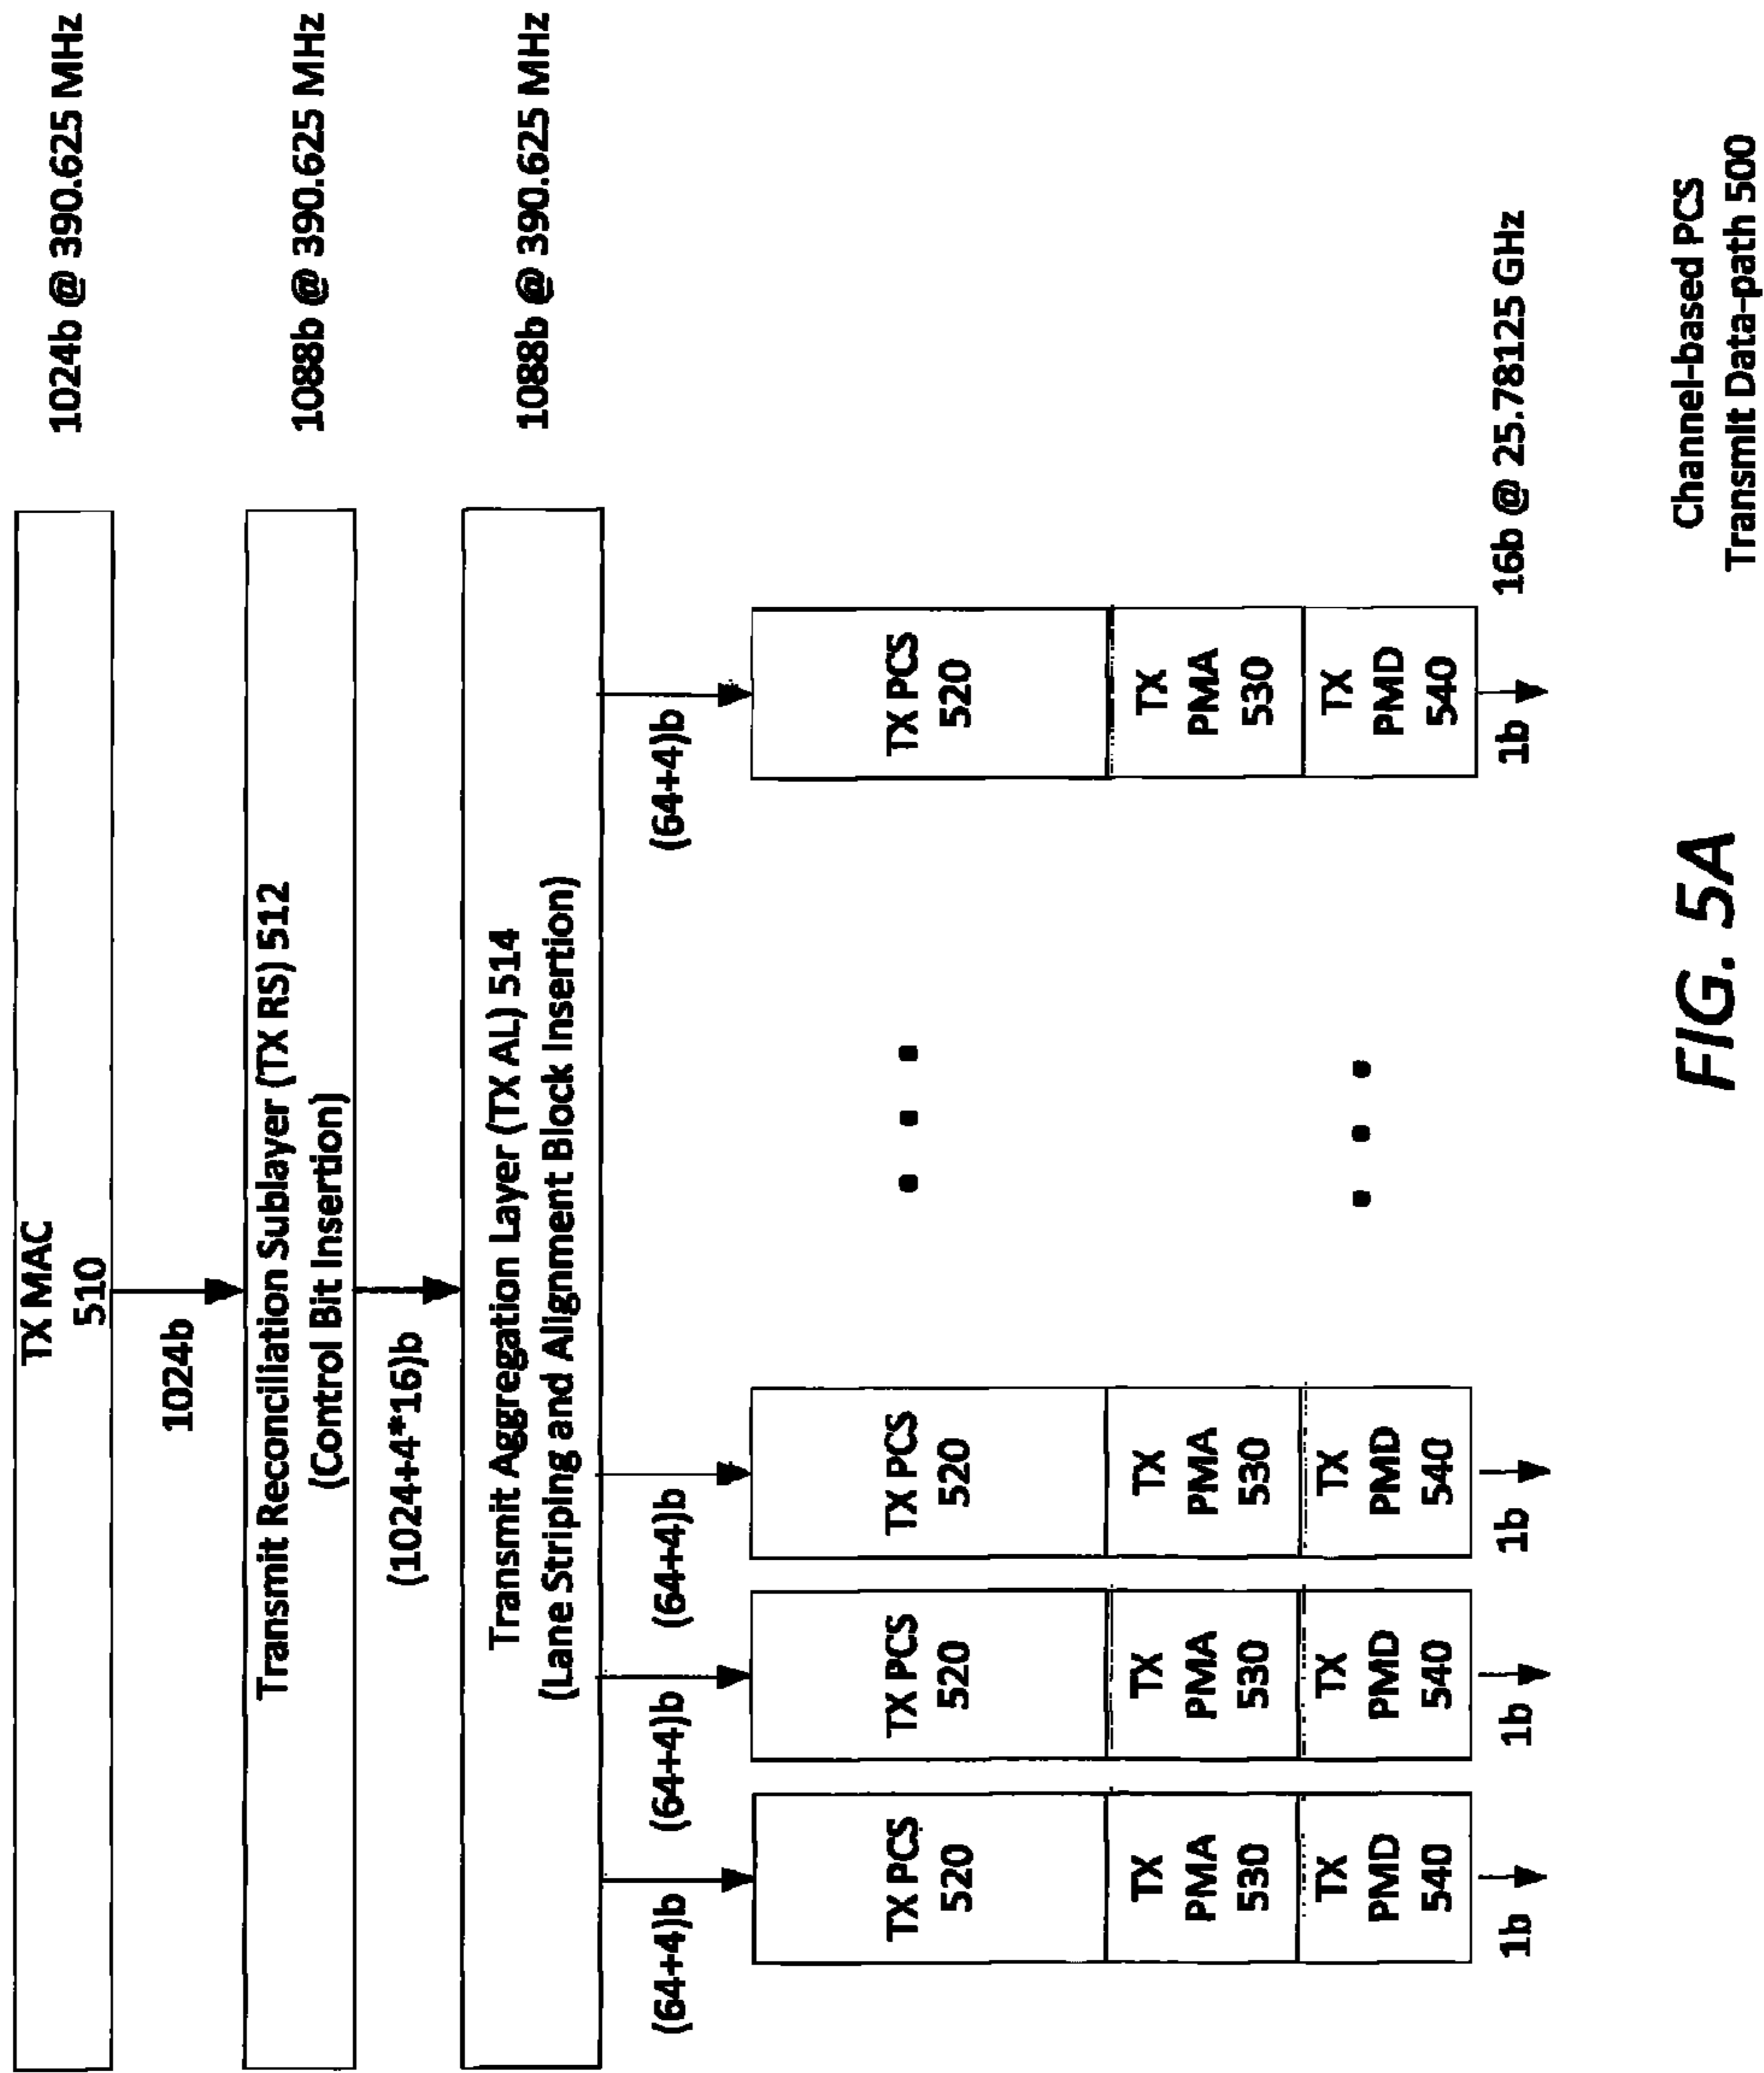 TX MAC
510
1024b @ 390.625 MHz
1024b
Transmit Reconciliation Sublayer (TX RS) 512
(Control Bit Insertion)
1088b @ 390.625 MHz
(1024+4*16)b
Transmit Aggregation Layer (TX AL) 514
(Lane Striping and Alignment Block Insertion)
1088b @ 390.625 MHz
(64+4)b
(64+4)b
(64+4)b
(64+4)b
TX PCS
520
TX
PMA
530
TX
PMD
540
1b
TX PCS
520
TX
PMA
530
TX
PMD
540
1b
TX PCS
520
TX
PMA
530
TX
PMD
540
1b
TX PCS
520
TX
PMA
530
TX
PMD
540
1b
16b @ 25.78125 GHz
FIG. 5A
Channel-based PCS
Transmit Data-path 500